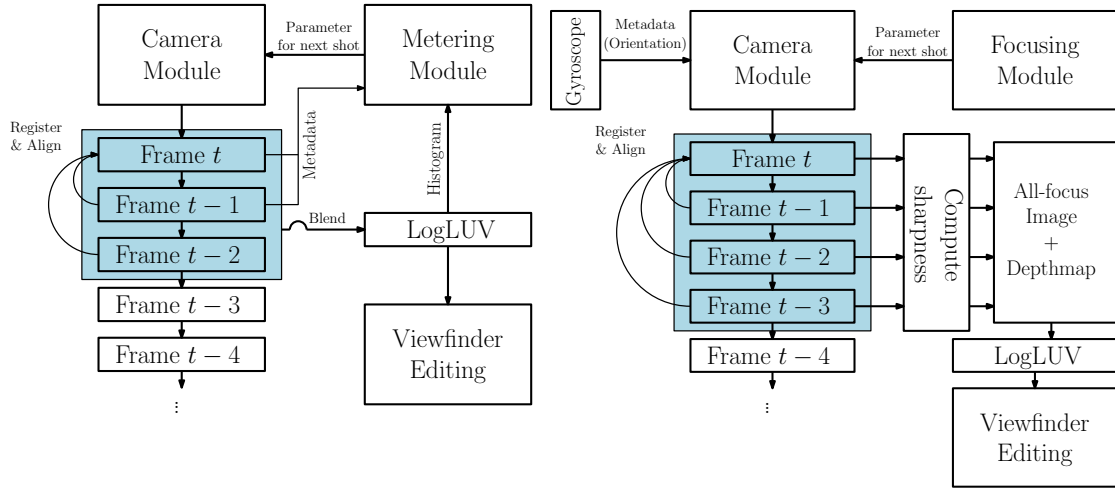 Camera
Module
Parameter
for next shot
Metering
Module
Register
& Align
Frame t
Frame t − 1
Frame t − 2
Frame t − 3
Frame t − 4
...
Metadata
Histogram
Blend
LogLUV
Viewfinder
Editing
Gyroscope
Metadata
(Orientation)
Camera
Module
Parameter
for next shot
Focusing
Module
Register
& Align
Frame t
Frame t − 1
Frame t − 2
Frame t − 3
Frame t − 4
...
Compute
sharpness
All-focus
Image
+
Depthmap
LogLUV
Viewfinder
Editing